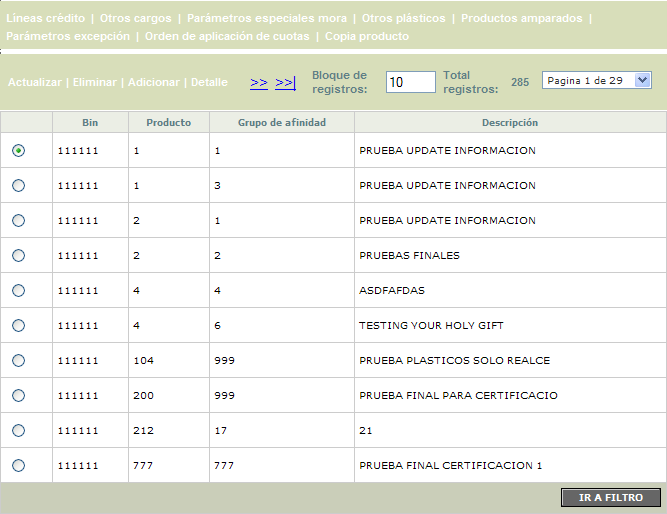 Líneas crédito | Otros cargos | Parámetros especiales mora | Otros plásticos | Productos amparados |
Parámetros excepción | Orden de aplicación de cuotas | Copia producto
Actualizar | Eliminar | Adicionar | Detalle >> >>| Bloque de registros: 10 Total registros: 285 Pagina 1 de 29
Bin Producto Grupo de afinidad Descripción
111111 1 1 PRUEBA UPDATE INFORMACION
111111 1 3 PRUEBA UPDATE INFORMACION
111111 2 1 PRUEBA UPDATE INFORMACION
111111 2 2 PRUEBAS FINALES
111111 4 4 ASDFAFDAS
111111 4 6 TESTING YOUR HOLY GIFT
111111 104 999 PRUEBA PLASTICOS SOLO REALCE
111111 200 999 PRUEBA FINAL PARA CERTIFICACIO
111111 212 17 21
111111 777 777 PRUEBA FINAL CERTIFICACION 1
IR A FILTRO